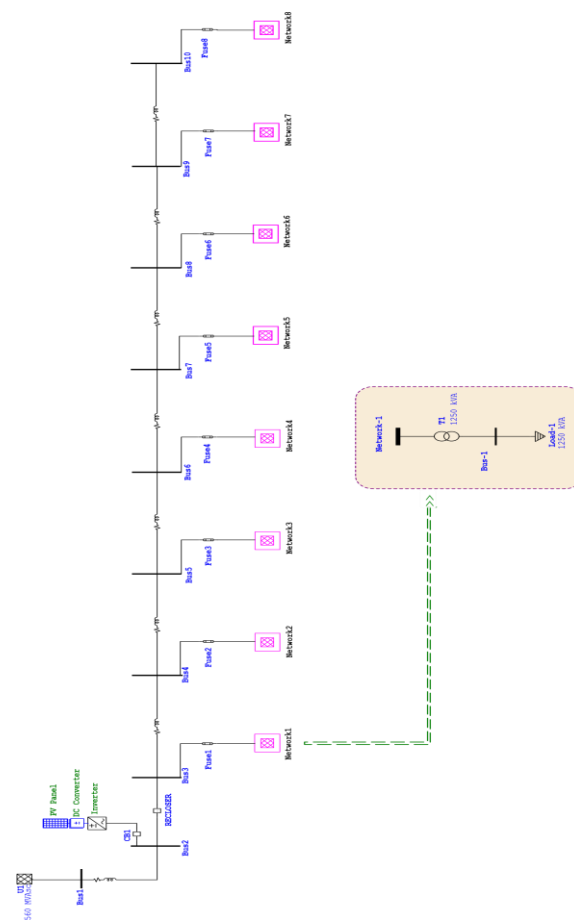 U1
560 MVAsc
Bus1
PV Panel
DC Converter
Inverter
CB1
Bus2
RECLOSER
Bus3
Fuse1
Network1
Bus4
Fuse2
Network2
Bus5
Fuse3
Network3
Bus6
Fuse4
Network4
Bus7
Fuse5
Network5
Bus8
Fuse6
Network6
Bus9
Fuse7
Network7
Bus10
Fuse8
Network8
Network-1
T1
1250 kVA
Bus-1
Load-1
1250 kVA